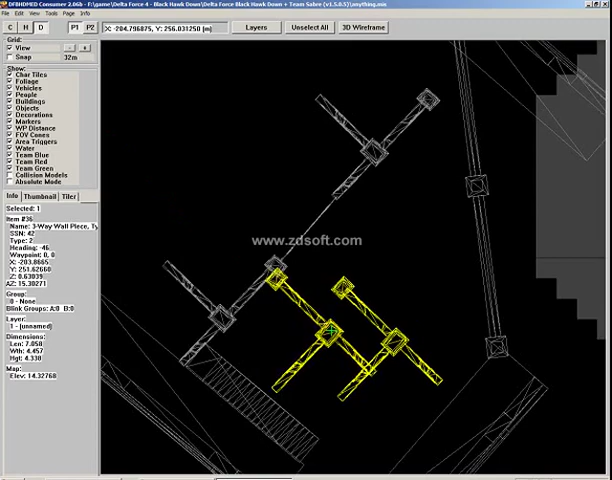 DFBHDMED Consumer 2.06b - E:\game\Delta Force 4 - Black Hawk Down\Delta Force Black Hawk Down + Team Sabre (v1.5.0.5)\anything.mis
File Edit View Tools Page Info
C H D P1 P2 X: -204.796875, Y: 256.031250 [m] Layers Unselect All 3D Wireframe
Grid:
View
Snap 32m
Show:
Char Tiles
Foliage
Vehicles
People
Buildings
Objects
Decorations
Markers
WP Distance
FOV Cones
Area Triggers
Water
Team Blue
Team Red
Team Green
Collision Models
Absolute Mode
Info Thumbnail Tiler
Selected: 1
Item #36
Name: 3-Way Wall Piece, Ty
SSN: 42
Type: 2
Heading: -46
Waypoint: 0, 0
X: -203.8665
Y: 251.62660
Z: 0.63039
AZ: 15.30271
Group:
0 - None
Blink Groups: A:0 B:0
Layer:
1 - [unnamed]
Dimensions:
Len: 7.058
Wth: 4.457
Hgt: 4.338
Map:
Elev: 14.32768
www.zdsoft.com